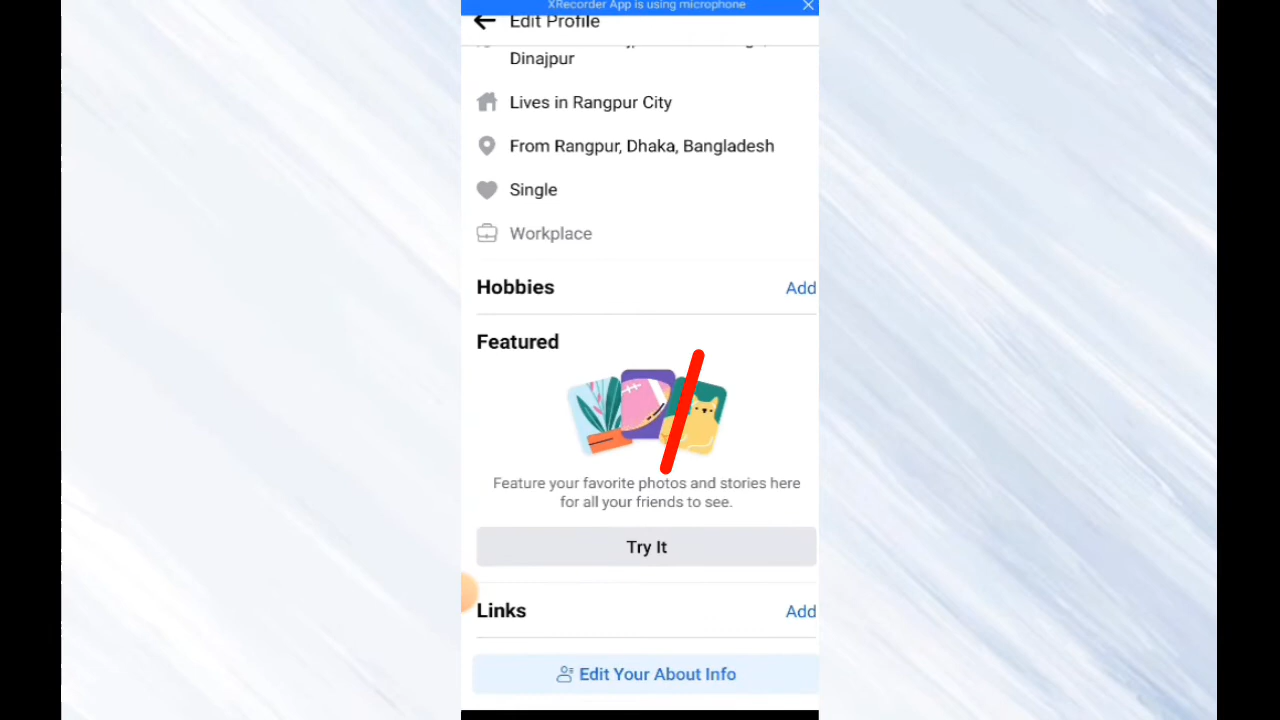 XRecorder App is using microphone
Edit Profile
Dinajpur
Lives in Rangpur City
From Rangpur, Dhaka, Bangladesh
Single
Workplace
Hobbies
Add
Featured
Feature your favorite photos and stories here
for all your friends to see.
Try It
Links
Add
Edit Your About Info